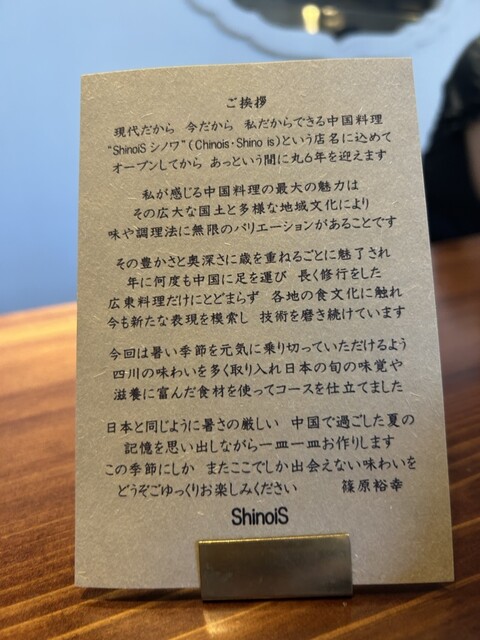 ご挨拶
現代だから 今だから 私だからできる中国料理
"ShinoiS シノワ"(Chinois・Shino is)という店名に込めて
オープンしてから あっという間に丸6年を迎えます
私が感じる中国料理の最大の魅力は
その広大な国土と多様な地域文化により
味や調理法に無限のバリエーションがあることです
その豊かさと奥深さに歳を重ねるごとに魅了され
年に何度も中国に足を運び 長く修行をした
広東料理だけにとどまらず 各地の食文化に触れ
今も新たな表現を模索し 技術を磨き続けています
今回は暑い季節を元気に乗り切っていただけるよう
四川の味わいを多く取り入れ日本の旬の味覚や
滋養に富んだ食材を使ってコースを仕立てました
日本と同じように暑さの厳しい 中国で過ごした夏の
記憶を思い出しながら一皿一皿お作りします
この季節にしか またここでしか出会えない味わいを
どうぞごゆっくりお楽しみください 篠原裕幸
ShinoiS